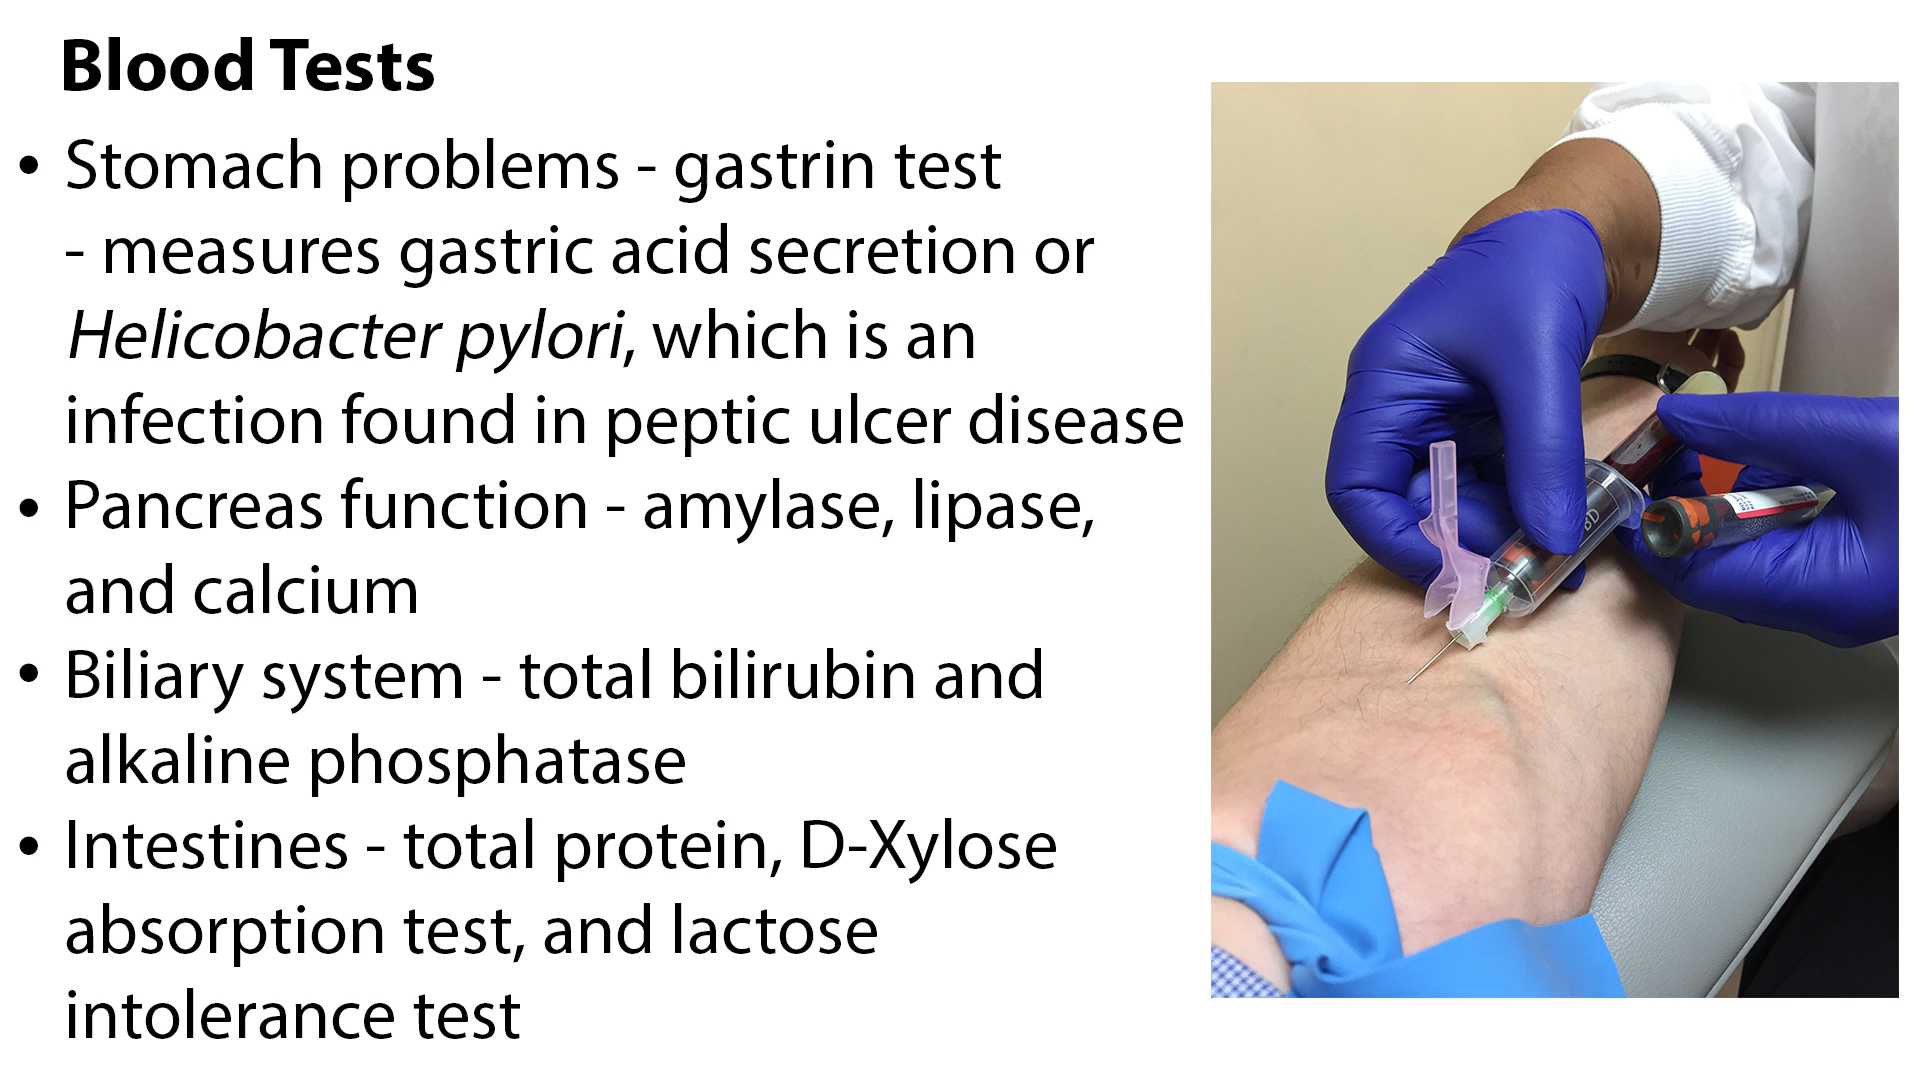 Blood Tests
• Stomach problems - gastrin test
- measures gastric acid secretion or
Helicobacter pylori, which is an
infection found in peptic ulcer disease
• Pancreas function - amylase, lipase,
and calcium
• Biliary system - total bilirubin and
alkaline phosphatase
• Intestines - total protein, D-Xylose
absorption test, and lactose
intolerance test
BD